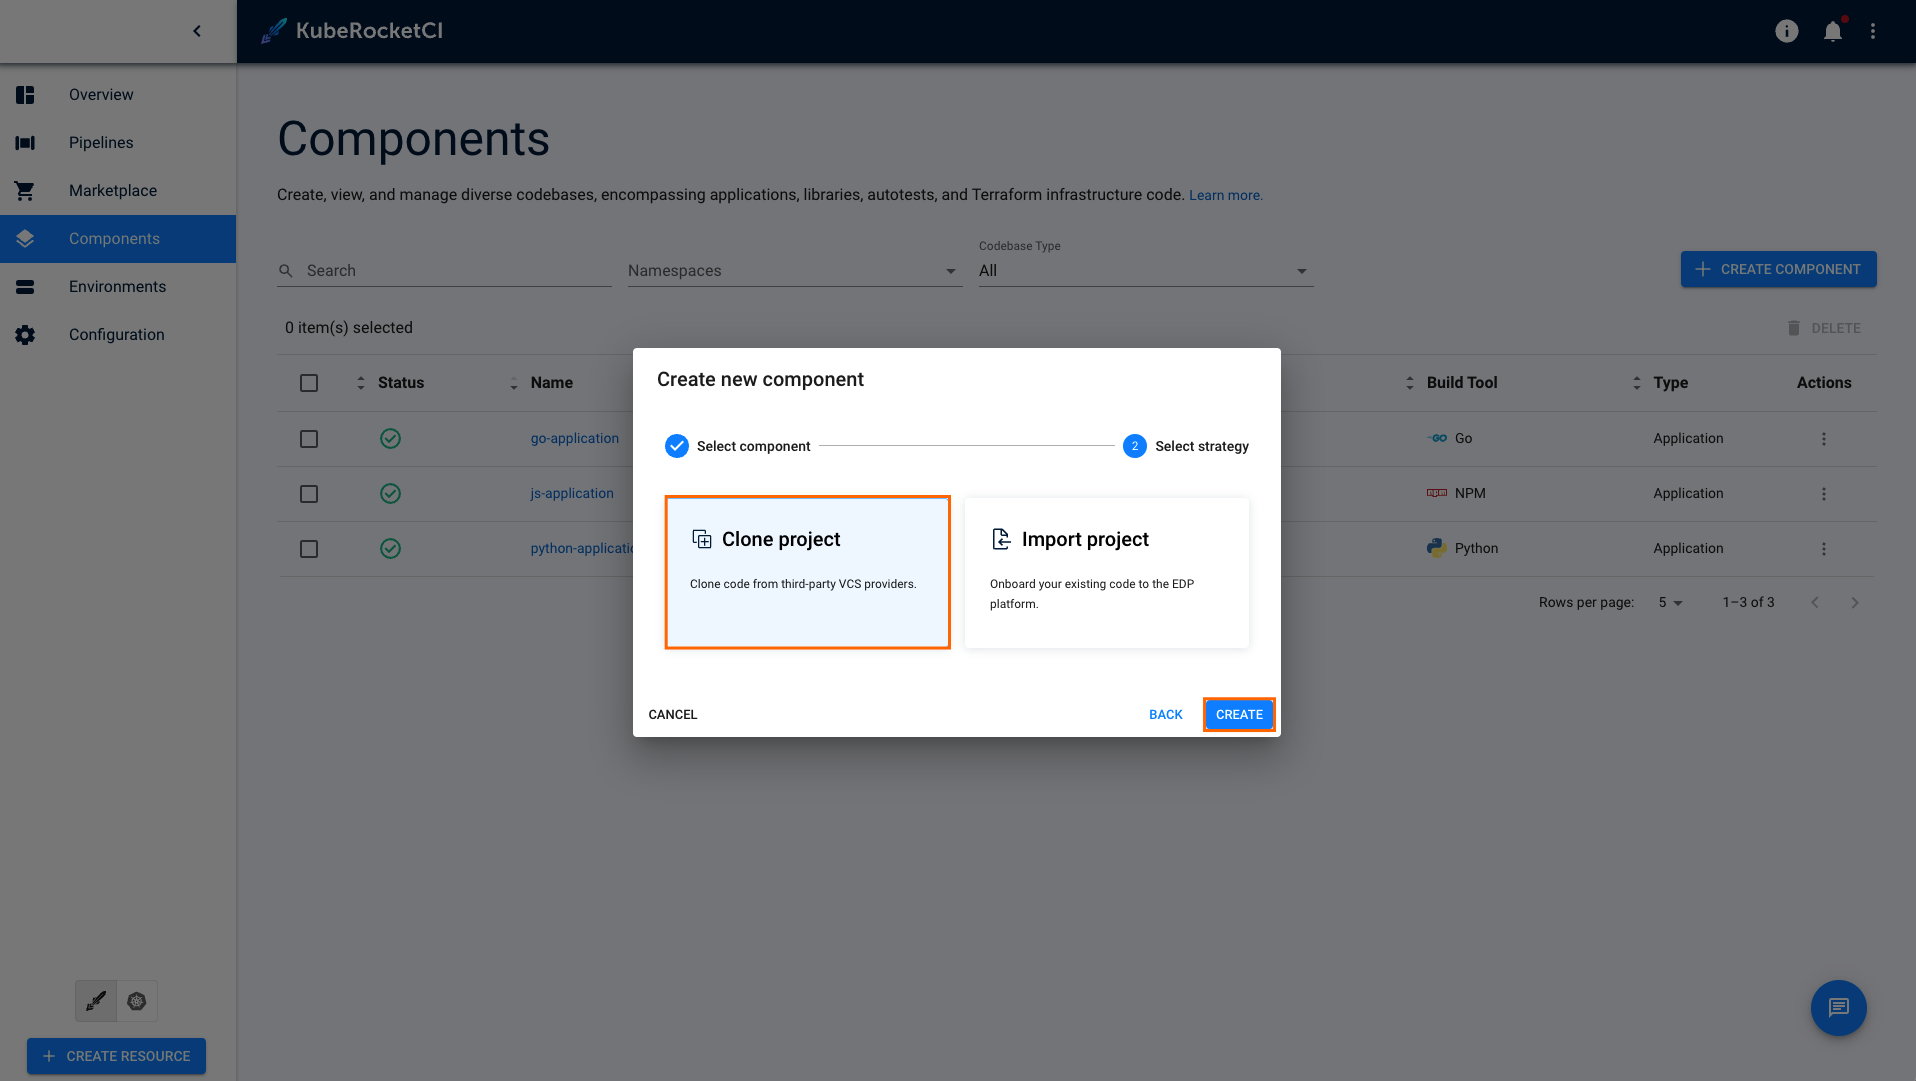 KubeRocketCI
Overview
Pipelines
Marketplace
Components
Environments
Configuration
CREATE RESOURCE
Components
Create, view, and manage diverse codebases, encompassing applications, libraries, autotests, and Terraform infrastructure code. Learn more.
Search
Namespaces
Codebase Type
All
CREATE COMPONENT
0 item(s) selected
DELETE
Status Name Build Tool Type Actions
go-application Go Application
js-application NPM Application
python-applicatio Python Application
Rows per page: 5 1–3 of 3
Create new component
Select component
2 Select strategy
Clone project
Clone code from third-party VCS providers.
Import project
Onboard your existing code to the EDP
platform.
CANCEL
BACK
CREATE